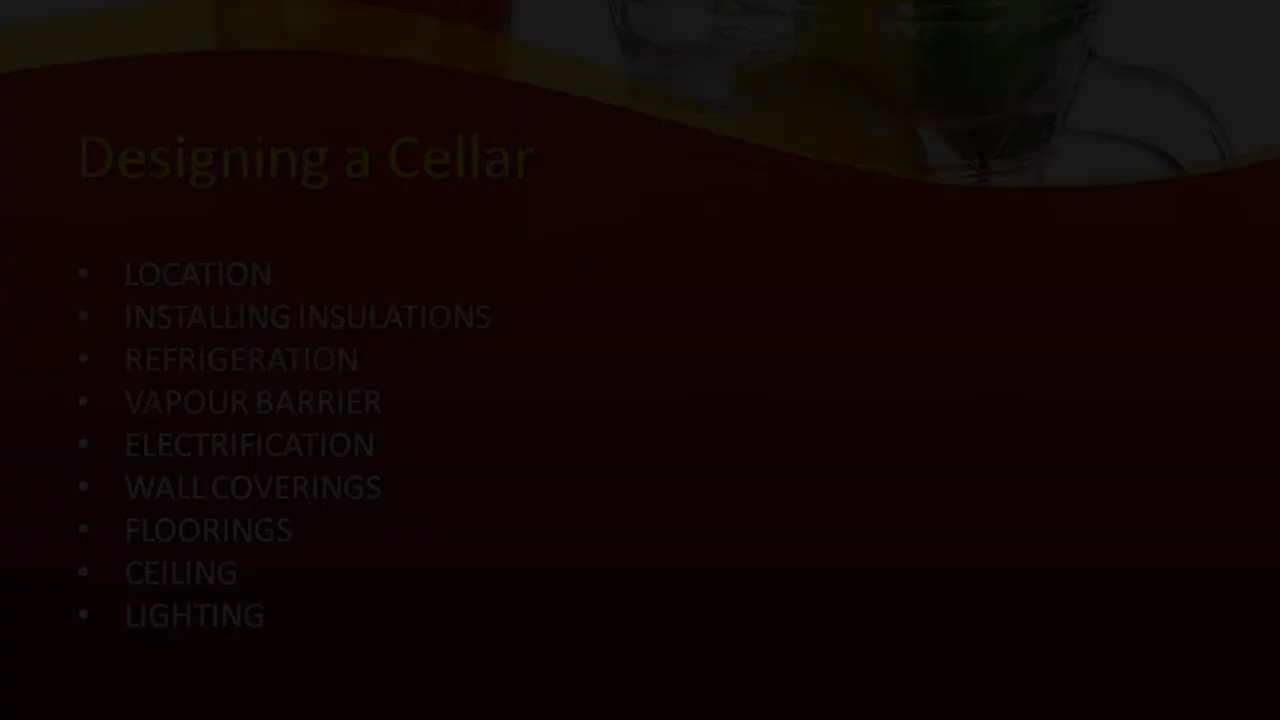 Designing a Cellar
• LOCATION
• INSTALLING INSULATIONS
• REFRIGERATION
• VAPOUR BARRIER
• ELECTRIFICATION
• WALL COVERINGS
• FLOORINGS
• CEILING
• LIGHTING